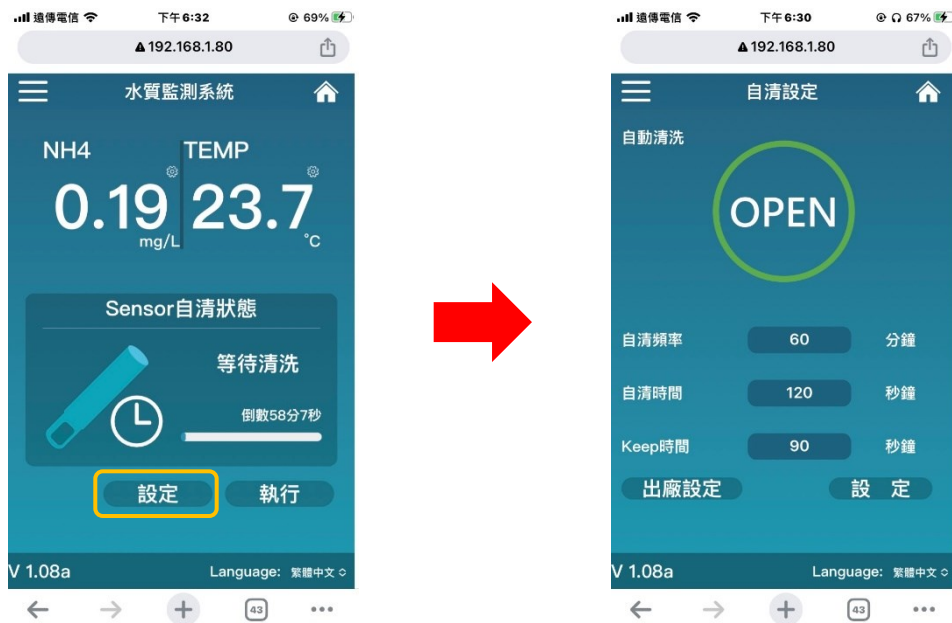 遠傳電信 下午6:32 69%
192.168.1.80
水質監測系統
NH4 TEMP
0.19 23.7
mg/L °C
Sensor自清狀態
等待清洗
倒數58分7秒
設定 執行
V 1.08a Language: 繁體中文
43
遠傳電信 下午6:30 67%
192.168.1.80
自清設定
自動清洗
OPEN
自清頻率 60 分鐘
自清時間 120 秒鐘
Keep時間 90 秒鐘
出廠設定 設 定
V 1.08a Language: 繁體中文
43